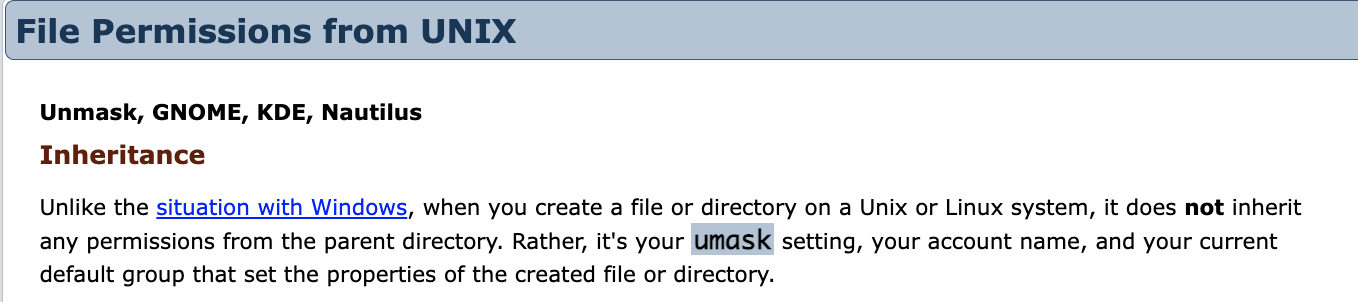 File Permissions from UNIX
Unmask, GNOME, KDE, Nautilus
Inheritance
Unlike the situation with Windows, when you create a file or directory on a Unix or Linux system, it does not inherit
any permissions from the parent directory. Rather, it's your umask setting, your account name, and your current
default group that set the properties of the created file or directory.